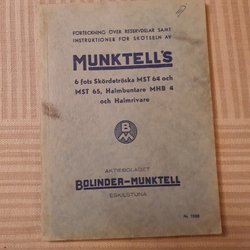 FÖRTECKNING ÖVER RESERVDELAR SAMT
INSTRUKTIONER FÖR SKÖTSELN AV
MUNKTELL'S
6 fots Skördetröska MST 64 och
MST 65, Halmbuntare MHB 4
och Halmrivare
BM
AKTIEBOLAGET
BOLINDER-MUNKTELL
ESKILSTUNA